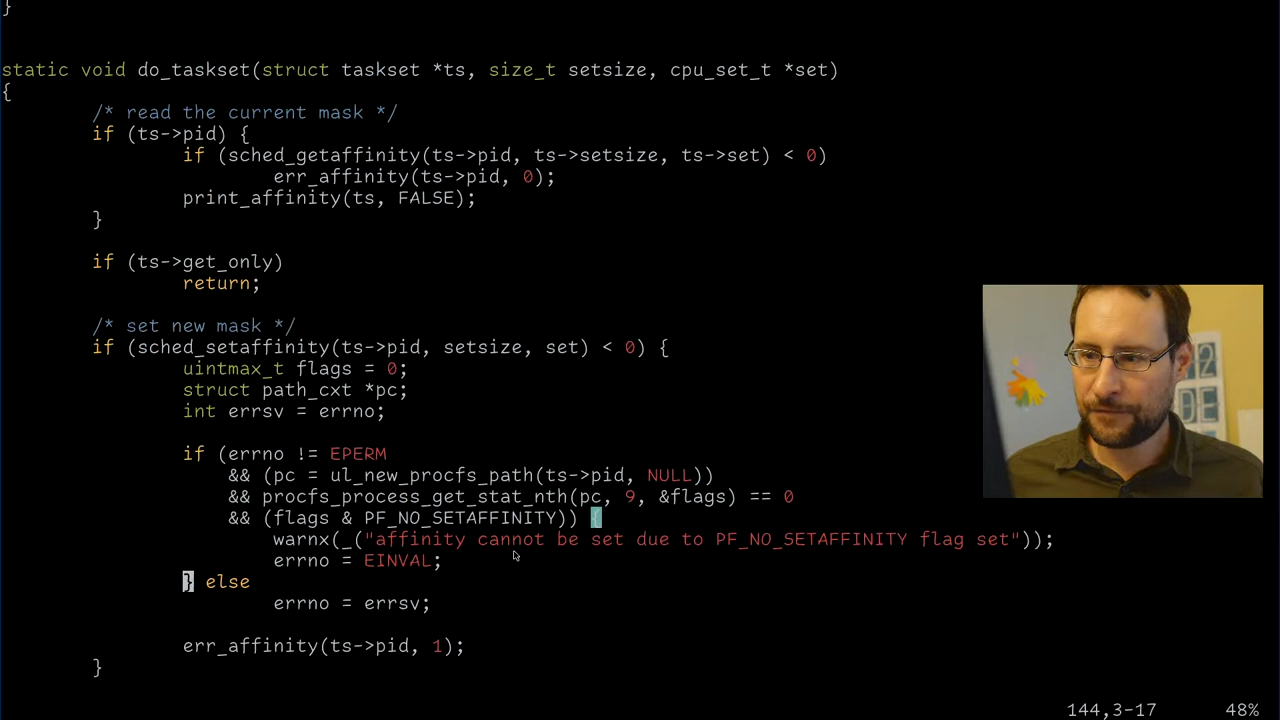 }
static void do_taskset(struct taskset *ts, size_t setsize, cpu_set_t *set)
{
/* read the current mask */
if (ts->pid) {
if (sched_getaffinity(ts->pid, ts->setsize, ts->set) < 0)
err_affinity(ts->pid, 0);
print_affinity(ts, FALSE);
}
if (ts->get_only)
return;
/* set new mask */
if (sched_setaffinity(ts->pid, setsize, set) < 0) {
uintmax_t flags = 0;
struct path_cxt *pc;
int errsv = errno;
if (errno != EPERM
&& (pc = ul_new_procfs_path(ts->pid, NULL))
&& procfs_process_get_stat_nth(pc, 9, &flags) == 0
&& (flags & PF_NO_SETAFFINITY)) {
warnx(_("affinity cannot be set due to PF_NO_SETAFFINITY flag set"));
errno = EINVAL;
} else
errno = errsv;
err_affinity(ts->pid, 1);
}
144,3-17 48%